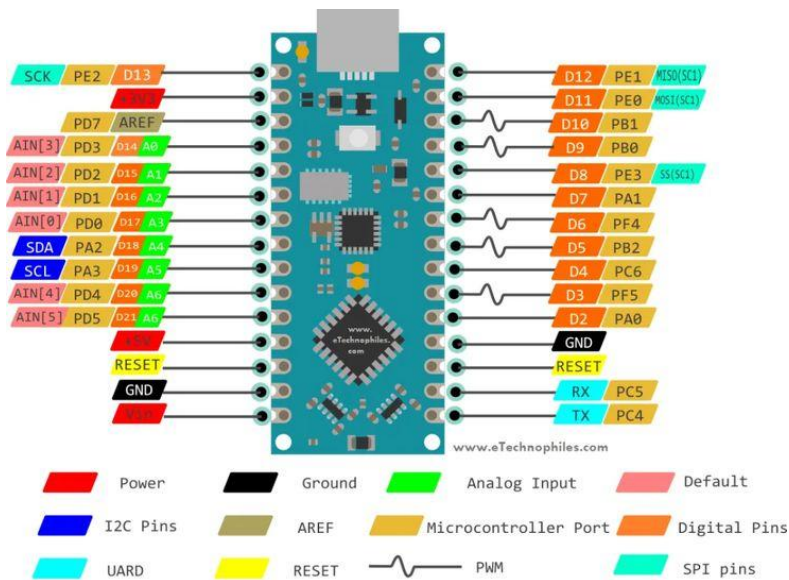 SCK PE2 D13
+3V3
PD7 AREF
AIN[3] PD3 D14 A0
AIN[2] PD2 D15 A1
AIN[1] PD1 D16 A2
AIN[0] PD0 D17 A3
SDA PA2 D18 A4
SCL PA3 D19 A5
AIN[4] PD4 D20 A6
AIN[5] PD5 D21 A6
+5V
RESET
GND
Vin
D12 PE1 MISO(SC1)
D11 PE0 MOSI(SC1)
D10 PB1
D9 PB0
D8 PE3 SS(SC1)
D7 PA1
D6 PF4
D5 PB2
D4 PC6
D3 PF5
D2 PA0
GND
RESET
RX PC5
TX PC4
www.
eTechnophiles
.com
www.eTechnophiles.com
Power Ground Analog Input Default
I2C Pins AREF Microcontroller Port Digital Pins
UARD RESET PWM SPI pins